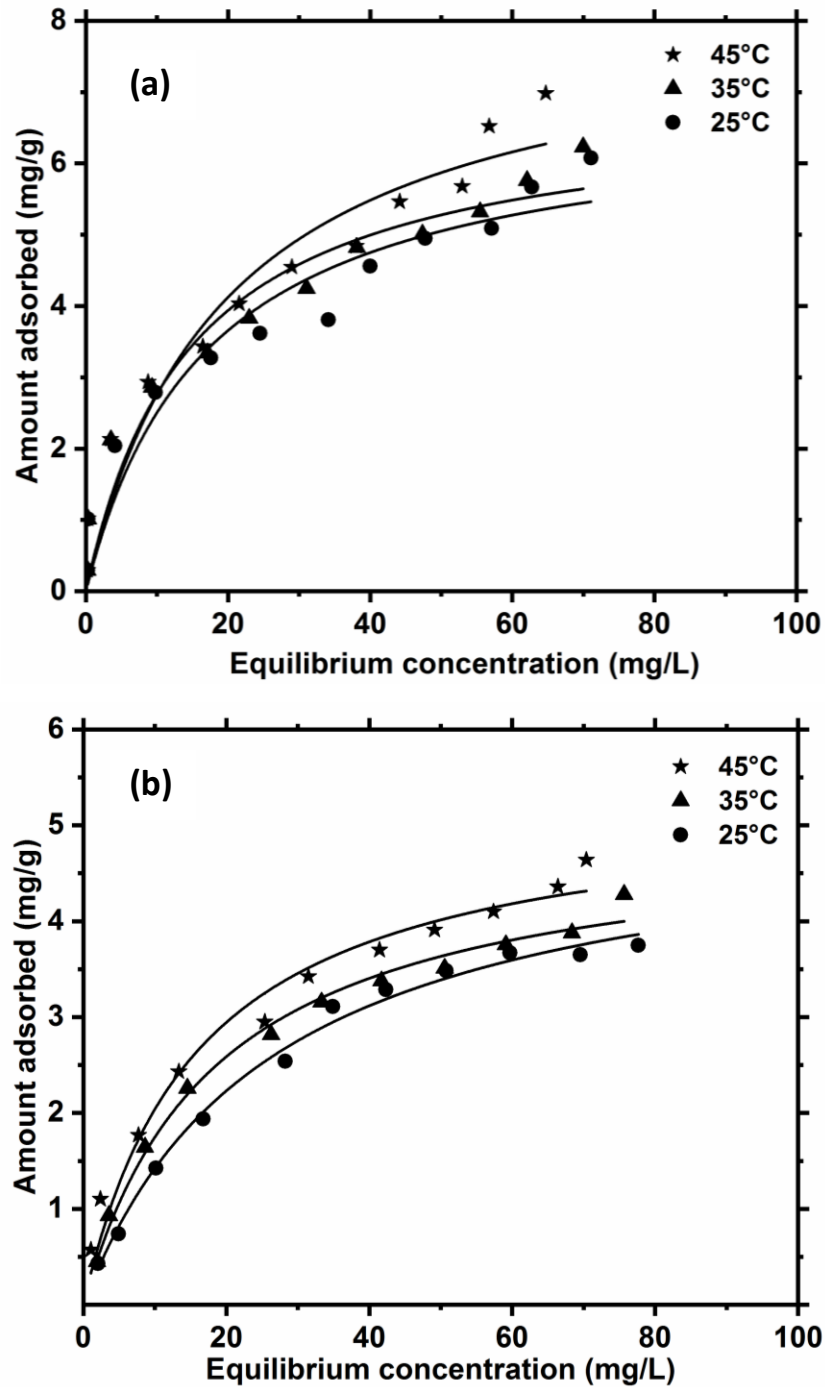 (a)
45°C
35°C
25°C
8
6
4
2
0
Amount adsorbed (mg/g)
0 20 40 60 80 100
Equilibrium concentration (mg/L)
(b)
45°C
35°C
25°C
6
5
4
3
2
1
Amount adsorbed (mg/g)
0 20 40 60 80 100
Equilibrium concentration (mg/L)